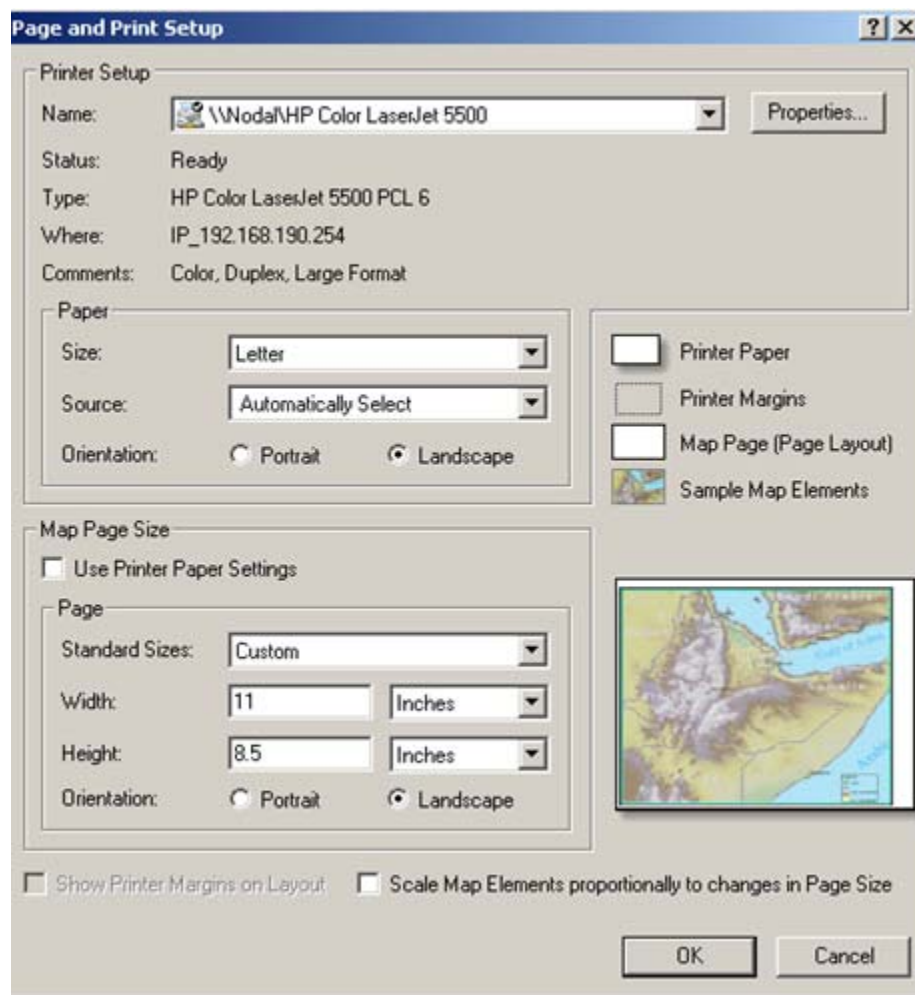 Page and Print Setup
Printer Setup
Name: \\Nodal\HP Color LaserJet 5500 Properties...
Status: Ready
Type: HP Color LaserJet 5500 PCL 6
Where: IP_192.168.190.254
Comments: Color, Duplex, Large Format
Paper
Size: Letter
Source: Automatically Select
Orientation: Portrait Landscape
Printer Paper
Printer Margins
Map Page (Page Layout)
Sample Map Elements
Map Page Size
Use Printer Paper Settings
Page
Standard Sizes: Custom
Width: 11 Inches
Height: 8.5 Inches
Orientation: Portrait Landscape
Show Printer Margins on Layout Scale Map Elements proportionally to changes in Page Size
OK Cancel